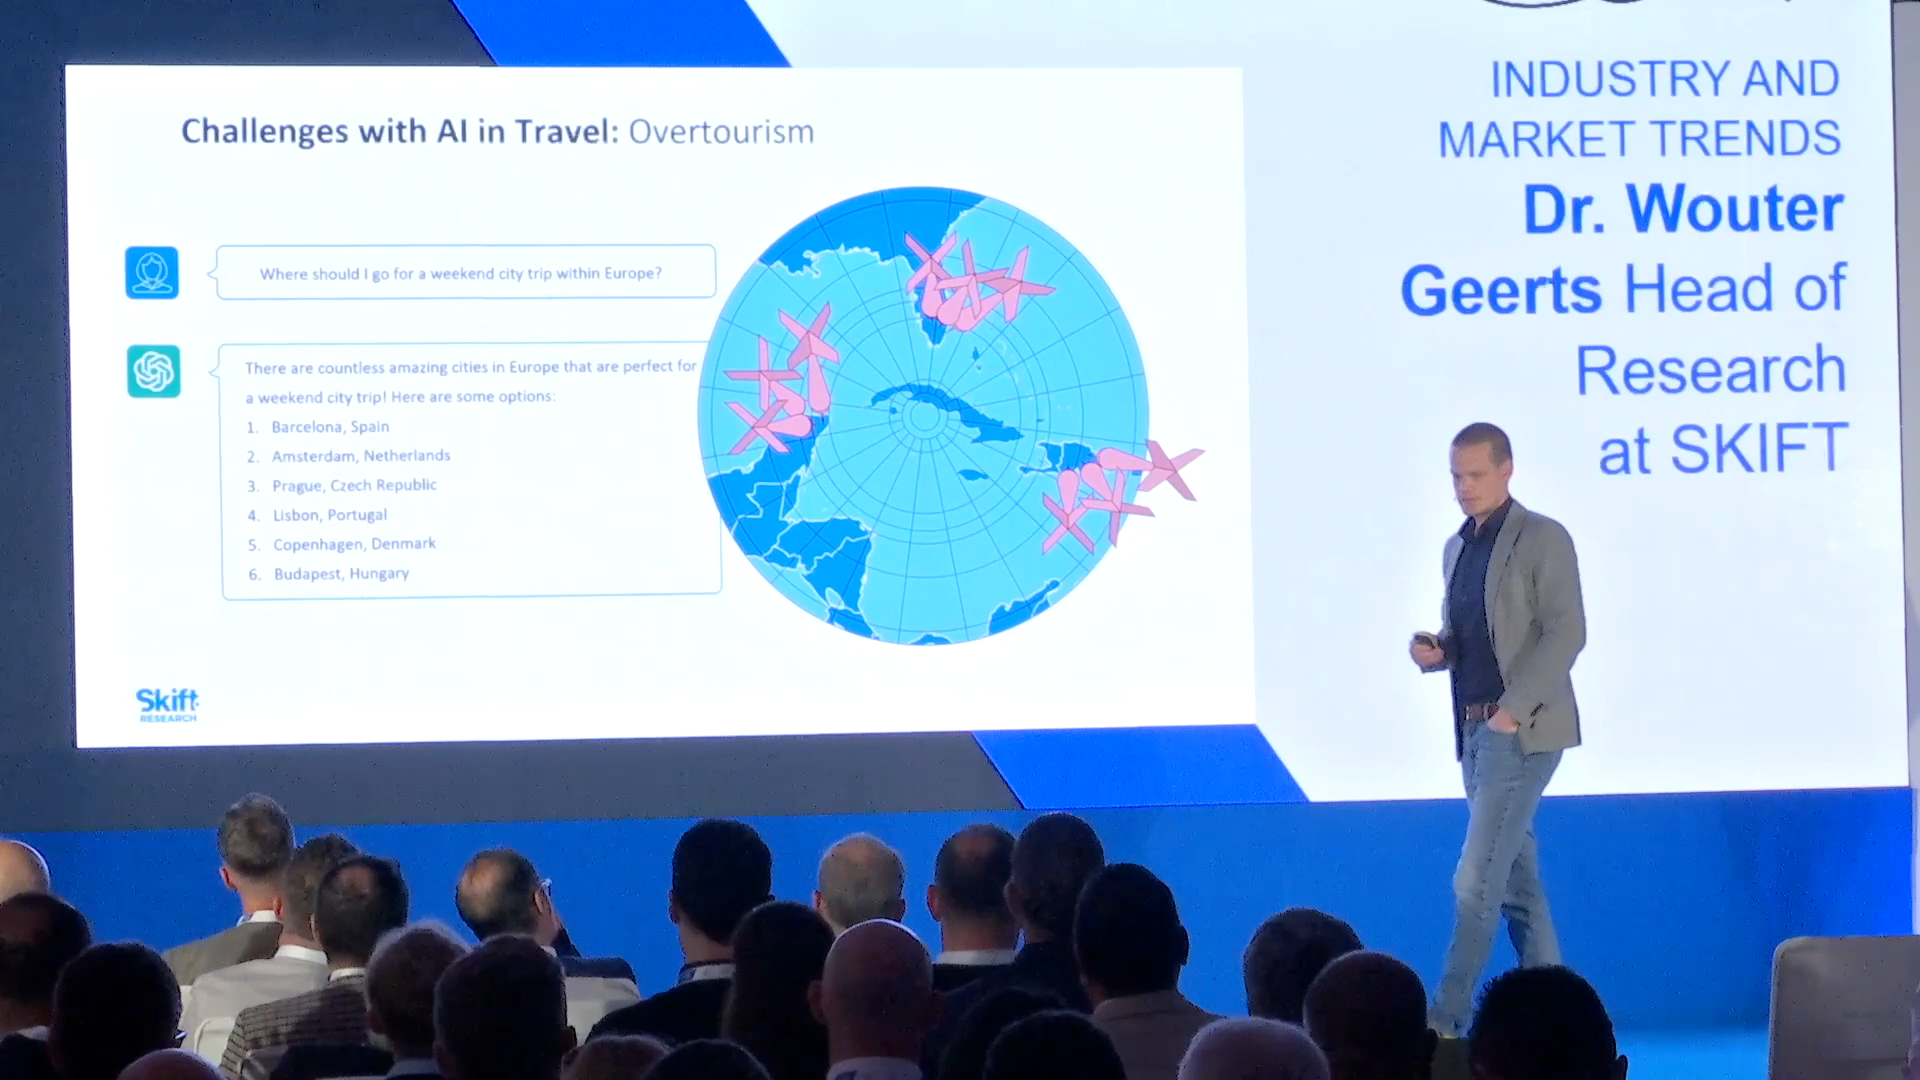 Challenges with AI in Travel: Overtourism
Where should I go for a weekend city trip within Europe?
There are countless amazing cities in Europe that are perfect for
a weekend city trip! Here are some options:
1. Barcelona, Spain
2. Amsterdam, Netherlands
3. Prague, Czech Republic
4. Lisbon, Portugal
5. Copenhagen, Denmark
6. Budapest, Hungary
Skift
RESEARCH
INDUSTRY AND
MARKET TRENDS
Dr. Wouter
Geerts Head of
Research
at SKIFT